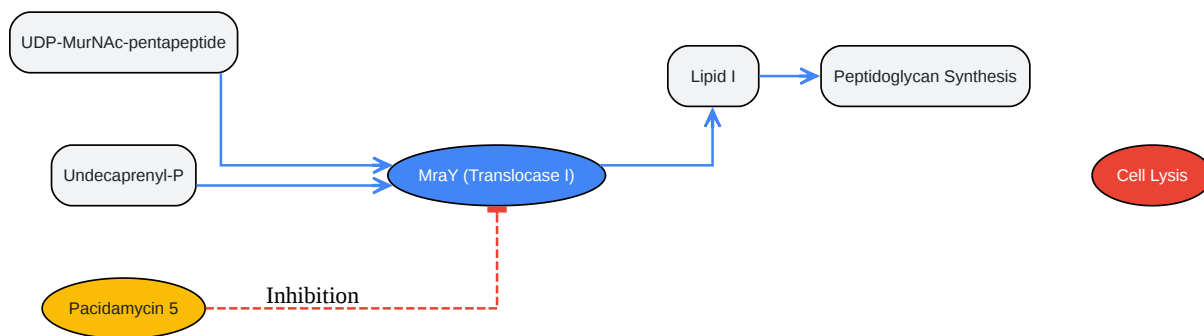 UDP-MurNAc-pentapeptide
Lipid I
Peptidoglycan Synthesis
Undecaprenyl-P
MraY (Translocase I)
Cell Lysis
Pacidamycin 5
Inhibition